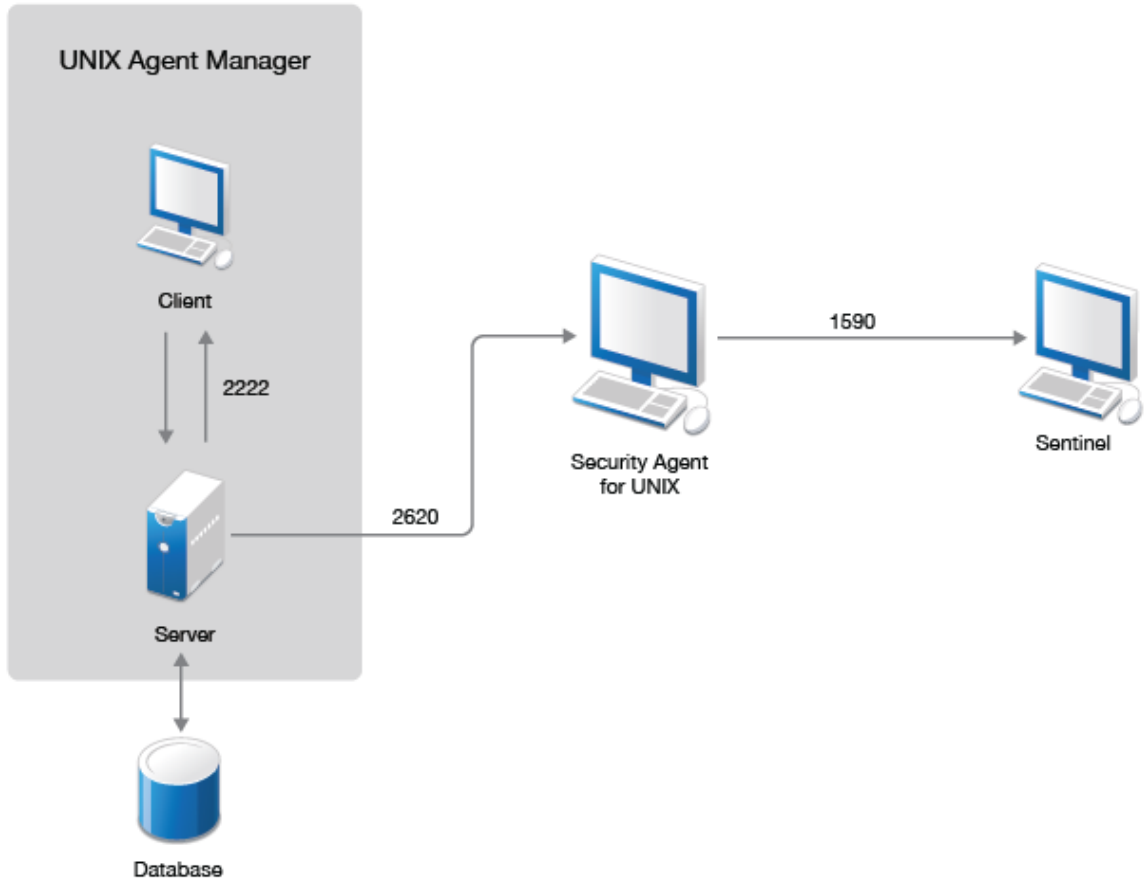 UNIX Agent Manager
Client
2222
1590
Sentinel
Security Agent
for UNIX
2620
Server
Database